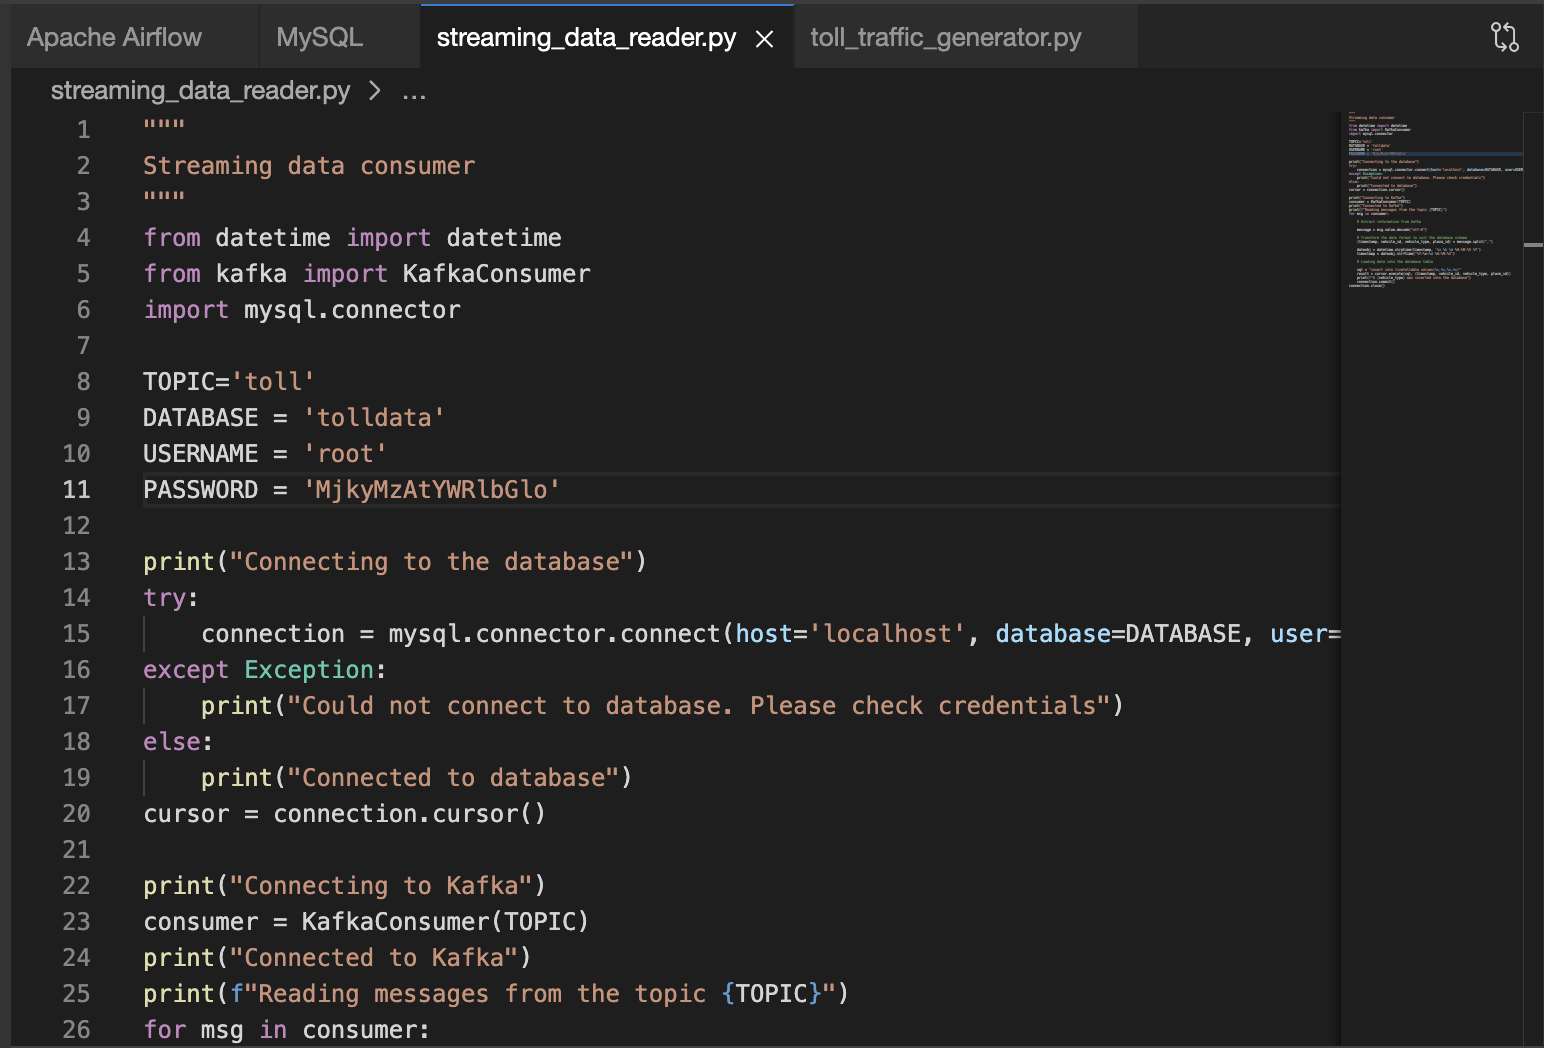 Apache Airflow MySQL streaming_data_reader.py toll_traffic_generator.py
streaming_data_reader.py > ...
1 """
2 Streaming data consumer
3 """
4 from datetime import datetime
5 from kafka import KafkaConsumer
6 import mysql.connector
7
8 TOPIC='toll'
9 DATABASE = 'tolldata'
10 USERNAME = 'root'
11 PASSWORD = 'MjkyMzAtYWRlbGlo'
12
13 print("Connecting to the database")
14 try:
15     connection = mysql.connector.connect(host='localhost', database=DATABASE, user=
16 except Exception:
17     print("Could not connect to database. Please check credentials")
18 else:
19     print("Connected to database")
20 cursor = connection.cursor()
21
22 print("Connecting to Kafka")
23 consumer = KafkaConsumer(TOPIC)
24 print("Connected to Kafka")
25 print(f"Reading messages from the topic {TOPIC}")
26 for msg in consumer: